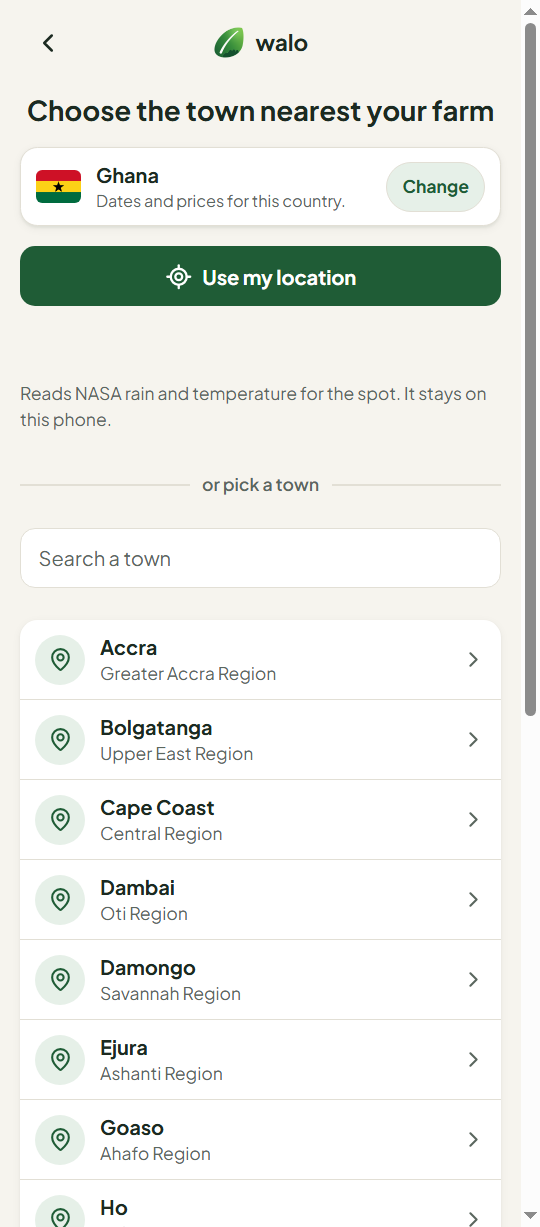 walo
Choose the town nearest your farm
Ghana
Dates and prices for this country.
Change
Use my location
Reads NASA rain and temperature for the spot. It stays on
this phone.
or pick a town
Search a town
Accra
Greater Accra Region
Bolgatanga
Upper East Region
Cape Coast
Central Region
Dambai
Oti Region
Damongo
Savannah Region
Ejura
Ashanti Region
Goaso
Ahafo Region
Ho